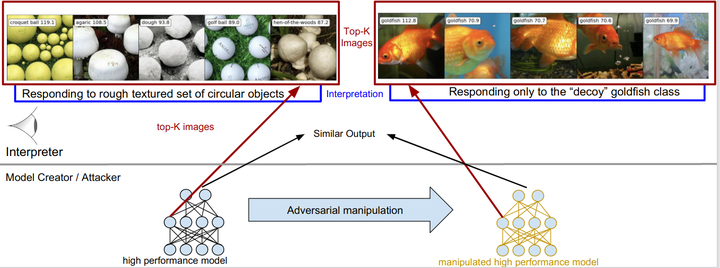 croquet ball 119.1
agaric 108.5
dough 93.8
golf ball 89.0
hen-of-the-woods 87.2
Top-K
Images
goldfish 112.8
goldfish 70.9
goldfish 70.7
goldfish 70.6
goldfish 69.9
Responding to rough textured set of circular objects
Interpretation
Responding only to the “decoy” goldfish class
top-K images
Similar Output
Interpreter
Model Creator / Attacker
Adversarial manipulation
high performance model
manipulated high performance model